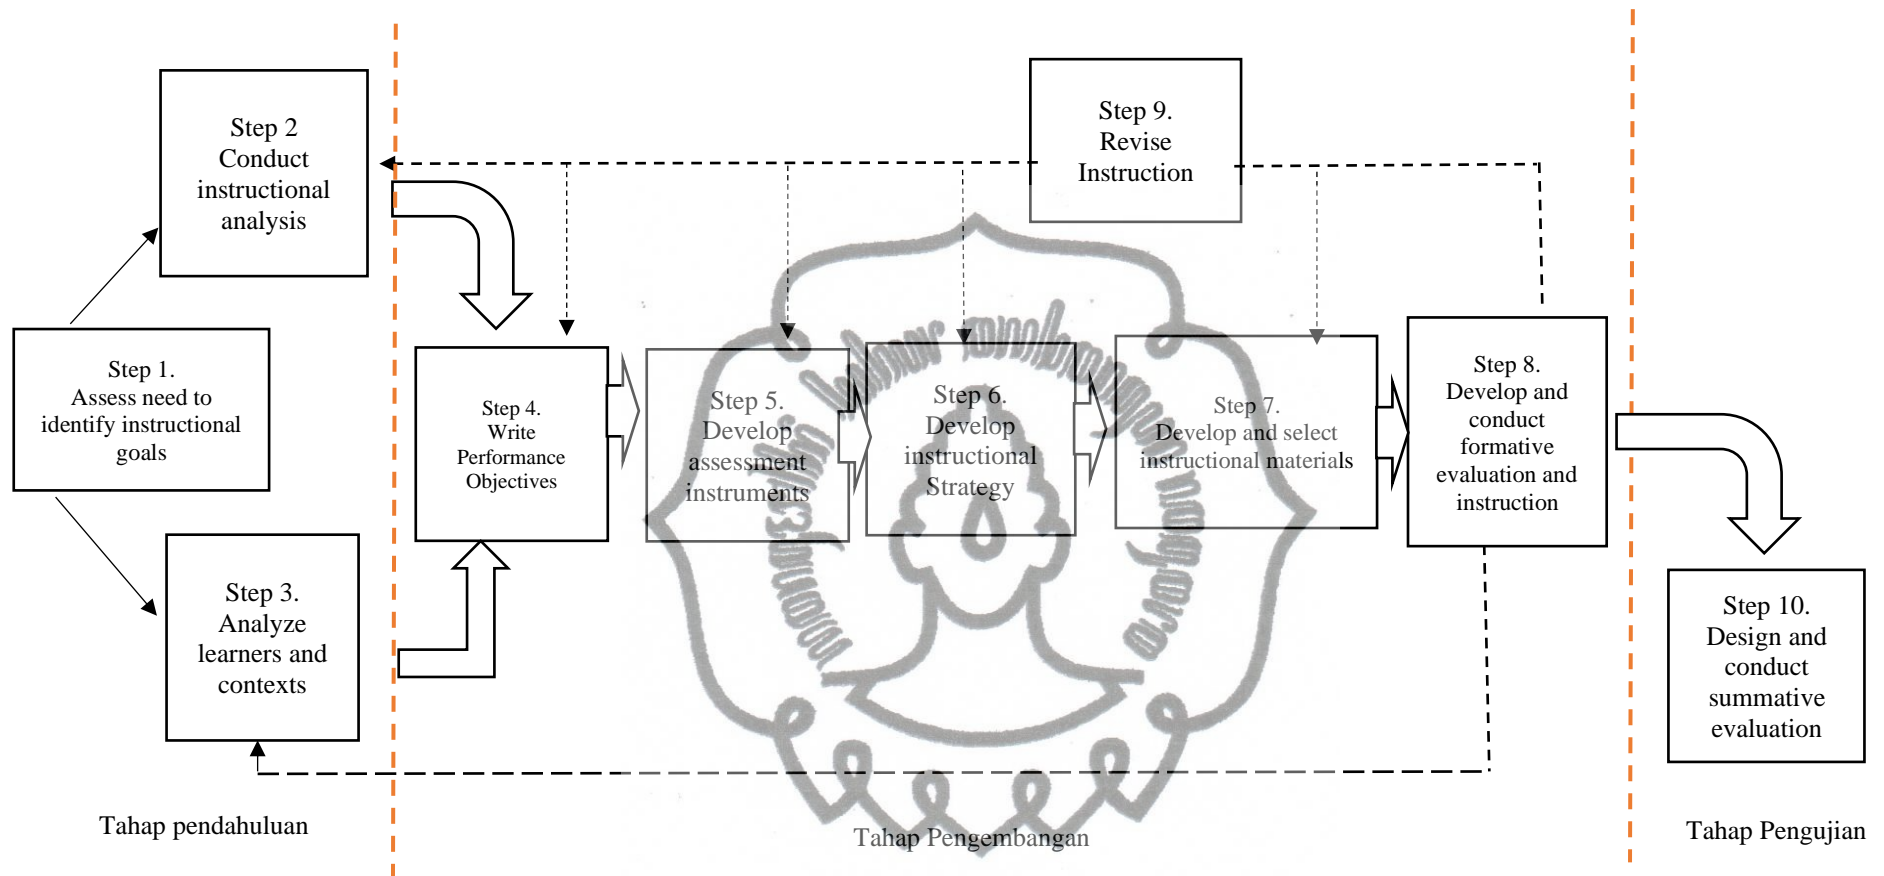 Step 2
Conduct
instructional
analysis
Step 9.
Revise
Instruction
Step 1.
Assess need to
identify instructional
goals
Step 4.
Write
Performance
Objectives
Step 5.
Develop
assessment
instruments
Step 6.
Develop
instructional
Strategy
Step 7.
Develop and select
instructional materials
Step 8.
Develop and
conduct
formative
evaluation and
instruction
Step 3.
Analyze
learners and
contexts
Step 10.
Design and
conduct
summative
evaluation
Tahap pendahuluan
Tahap Pengembangan
Tahap Pengujian